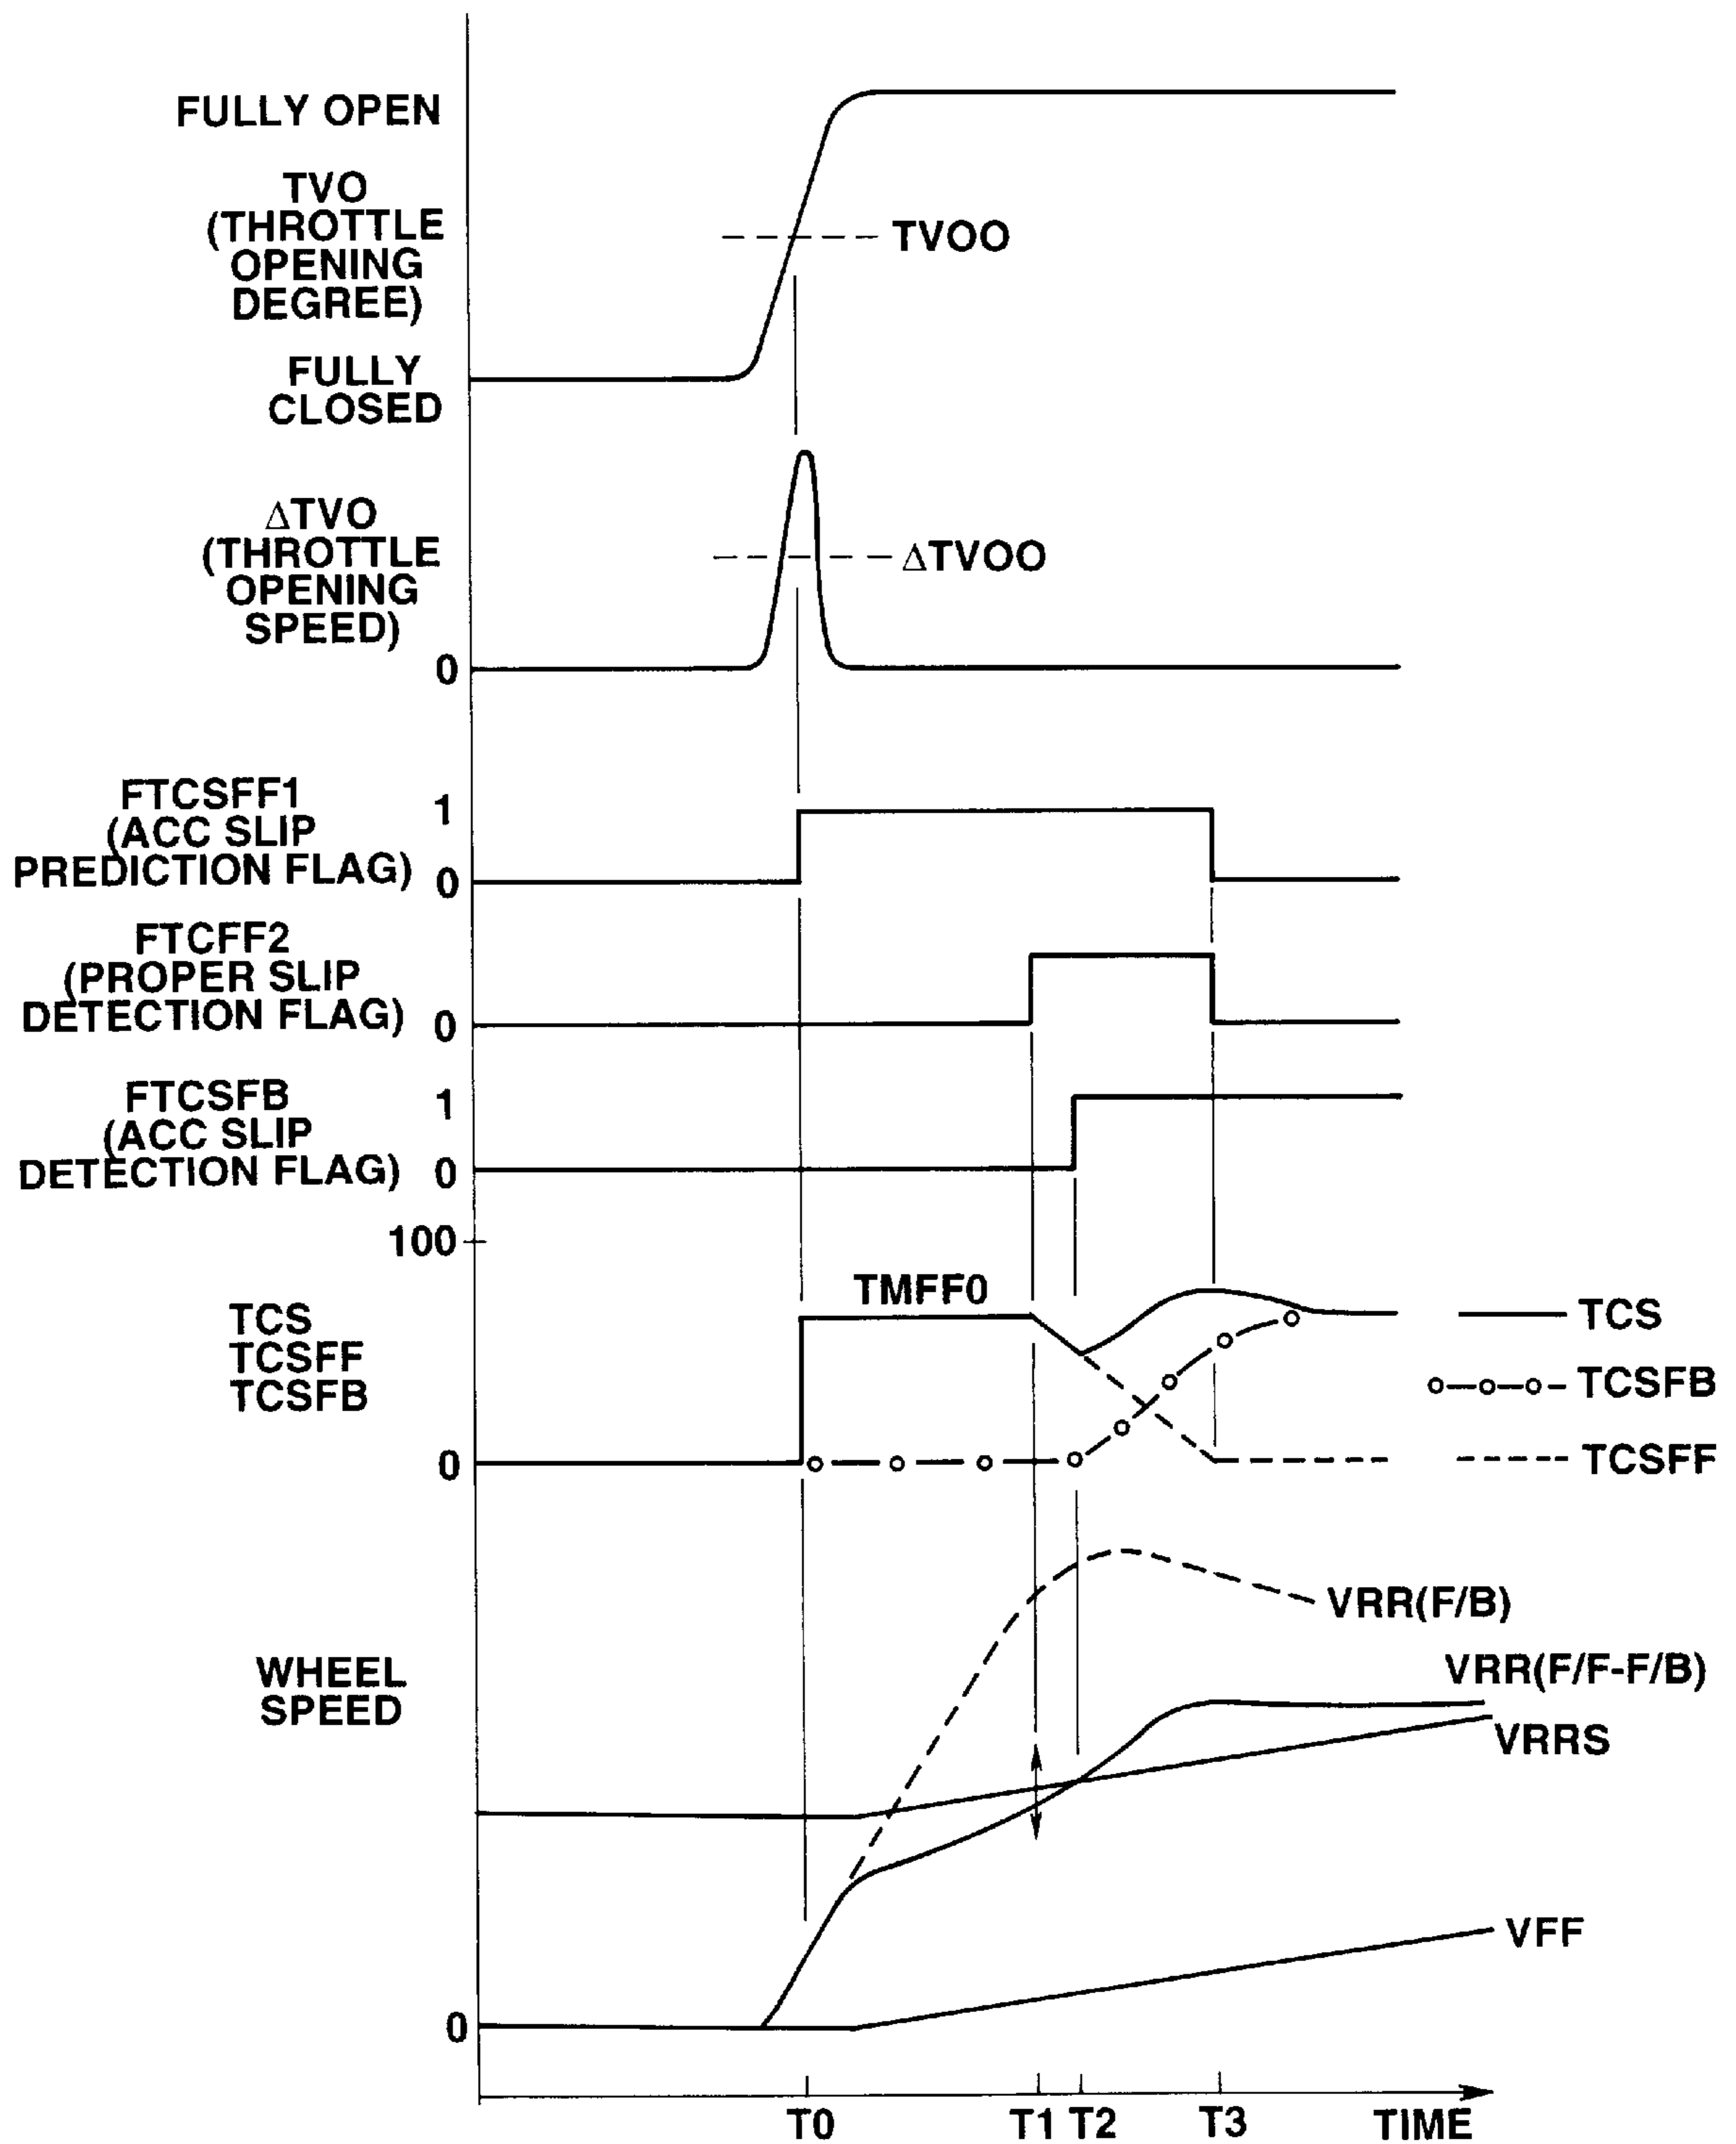 FULLY OPEN
TVO
(THROTTLE
OPENING
DEGREE)
TVOO
FULLY
CLOSED
ΔTVO
(THROTTLE
OPENING
SPEED)
ΔTVOO
0
FTCSFF1
(ACC SLIP
PREDICTION FLAG)
1
0
FTCFF2
(PROPER SLIP
DETECTION FLAG)
0
FTCSFB
(ACC SLIP
DETECTION FLAG)
1
0
100
TMFF0
TCS
TCSFF
TCSFB
0
TCS
TCSFB
TCSFF
VRR(F/B)
WHEEL
SPEED
VRR(F/F-F/B)
VRRS
VFF
0
T0
T1
T2
T3
TIME